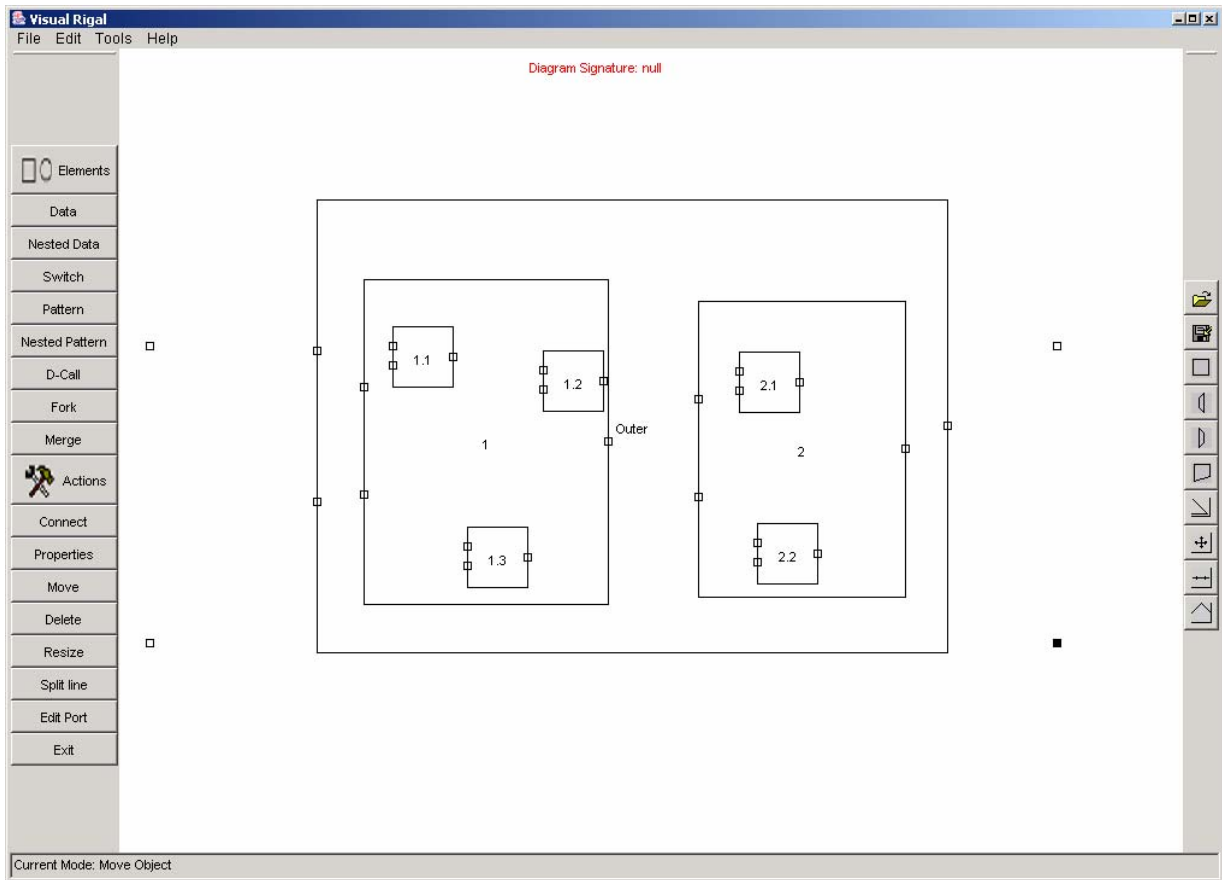 Visual Rigal
File Edit Tools Help
Diagram Signature: null
Elements
Data
Nested Data
Switch
Pattern
Nested Pattern
D-Call
Fork
Merge
Actions
Connect
Properties
Move
Delete
Resize
Split line
Edit Port
Exit
1.1
1.2
2.1
Outer
1
2
1.3
2.2
Current Mode: Move Object